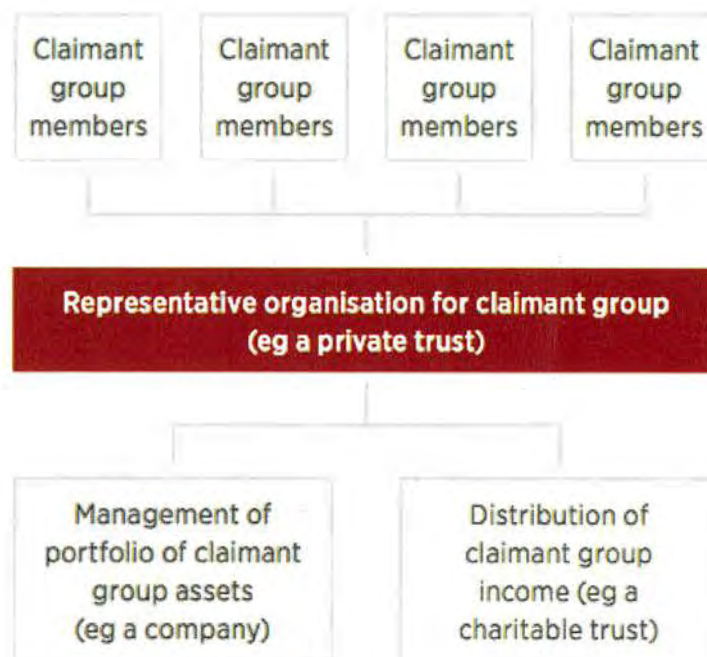 Claimant
group
members
Claimant
group
members
Claimant
group
members
Claimant
group
members
Representative organisation for claimant group
(eg a private trust)
Management of
portfolio of claimant
group assets
(eg a company)
Distribution of
claimant group
income (eg a
charitable trust)